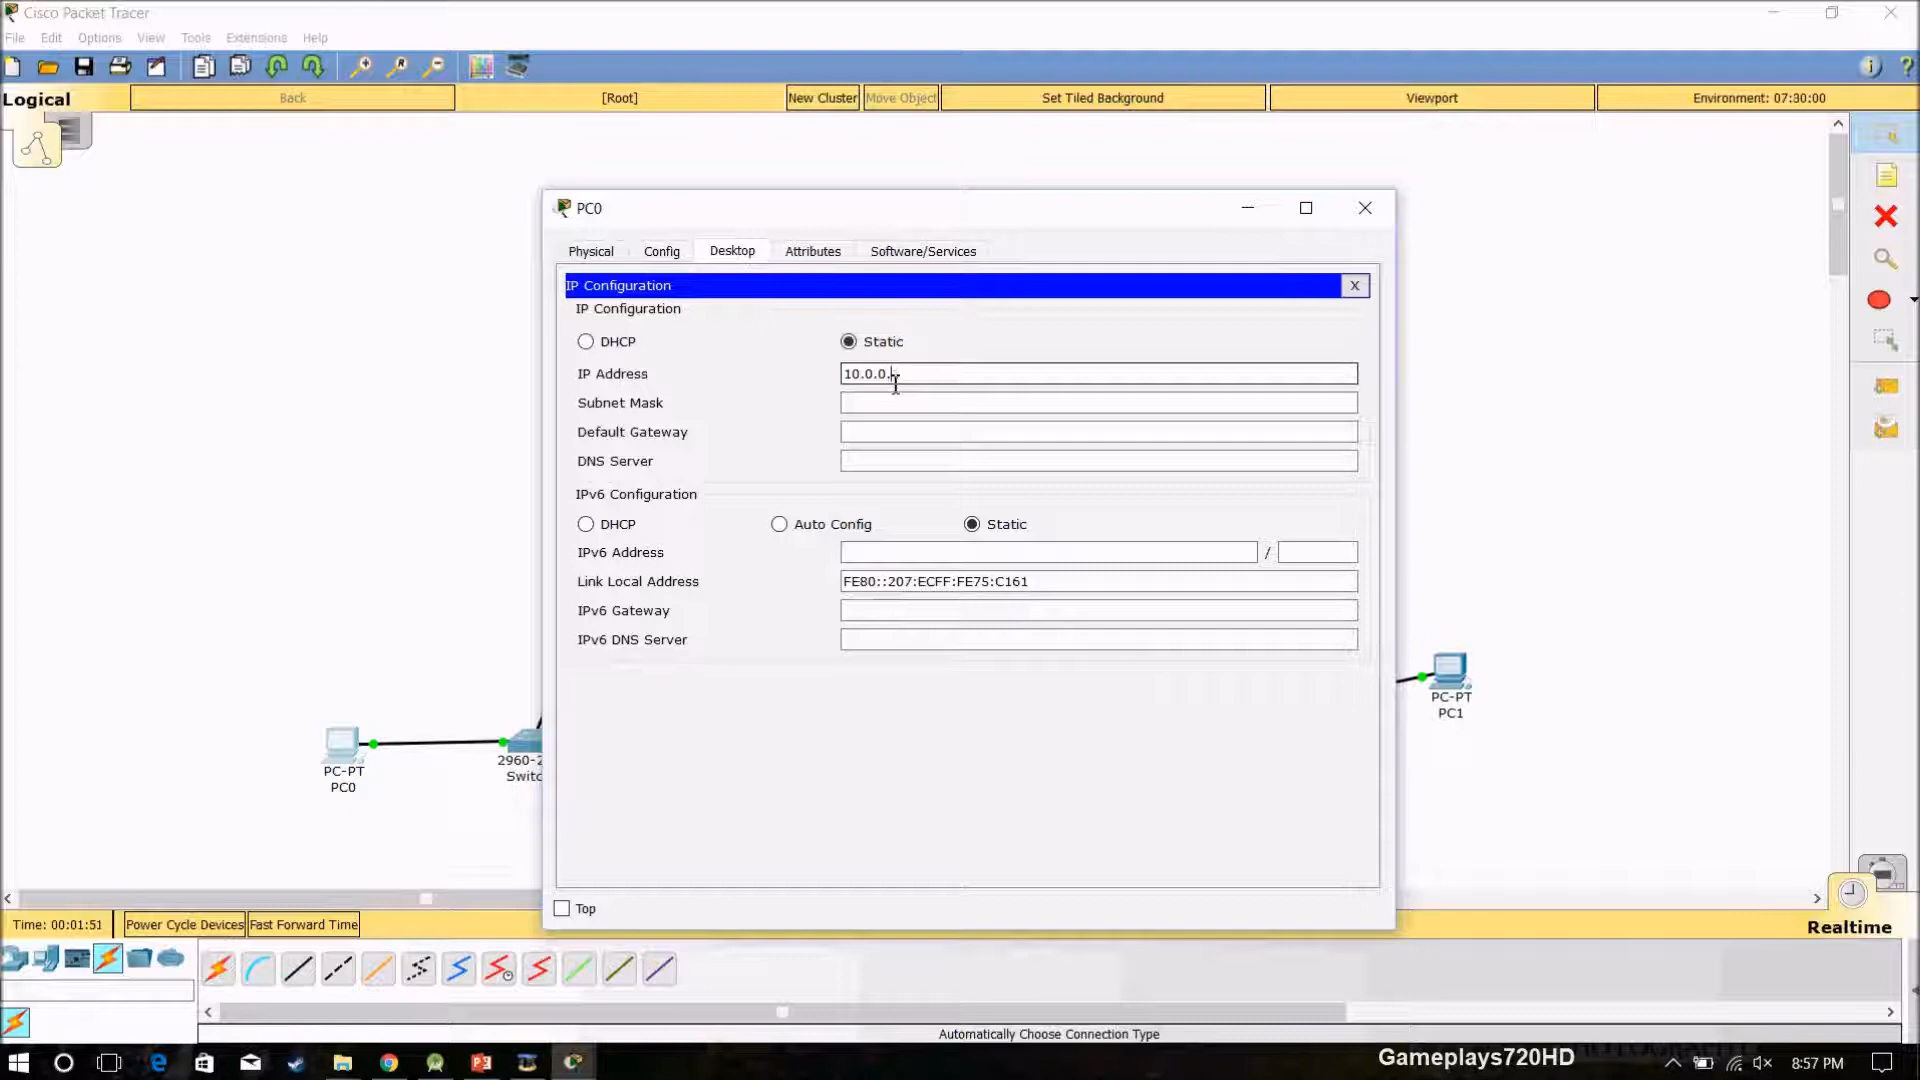 Cisco Packet Tracer
File Edit Options View Tools Extensions Help
Logical Back [Root] New Cluster Move Object Set Tiled Background Viewport Environment: 07:30:00
PC0
Physical Config Desktop Attributes Software/Services
IP Configuration X
IP Configuration
DHCP Static
IP Address 10.0.0.
Subnet Mask
Default Gateway
DNS Server
IPv6 Configuration
DHCP Auto Config Static
IPv6 Address /
Link Local Address FE80::207:ECFF:FE75:C161
IPv6 Gateway
IPv6 DNS Server
PC-PT
PC1
PC-PT
PC0
2960-2
Switc
Top
Time: 00:01:51 Power Cycle Devices Fast Forward Time Realtime
Automatically Choose Connection Type
Gameplays720HD
8:57 PM